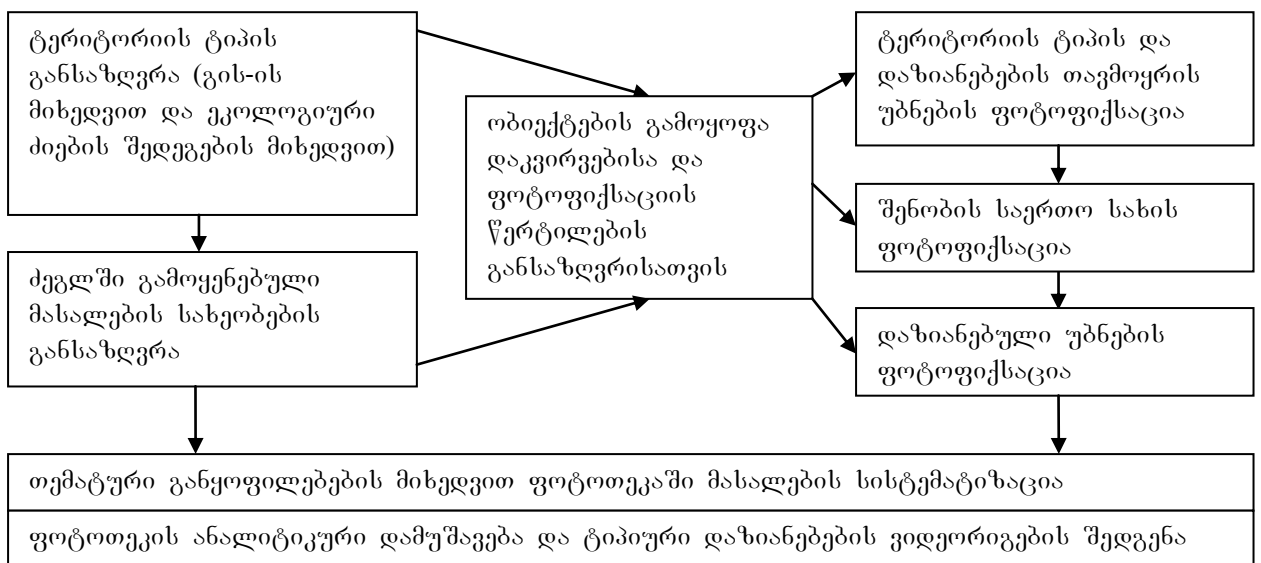 ტერიტორიის ტიპის
განსაზღვრა (გის-ის
მიხედვით და ეკოლოგიური
ძიების შედეგების მიხედვით)
ძეგლში გამოყენებული
მასალების სახეობების
განსაზღვრა
ობიექტების გამოყოფა
დაკვირვებისა და
ფოტოფიქსაციის
წერტილების
განსაზღვრისათვის
ტერიტორიის ტიპის და
დაზიანებების თავმოყრის
უბნების ფოტოფიქსაცია
შენობის საერთო სახის
ფოტოფიქსაცია
დაზიანებული უბნების
ფოტოფიქსაცია
თემატური განყოფილებების მიხედვით ფოტოთეკაში მასალების სისტემატიზაცია
ფოტოთეკის ანალიტიკური დამუშავება და ტიპიური დაზიანებების ვიდეორიგების შედგენა